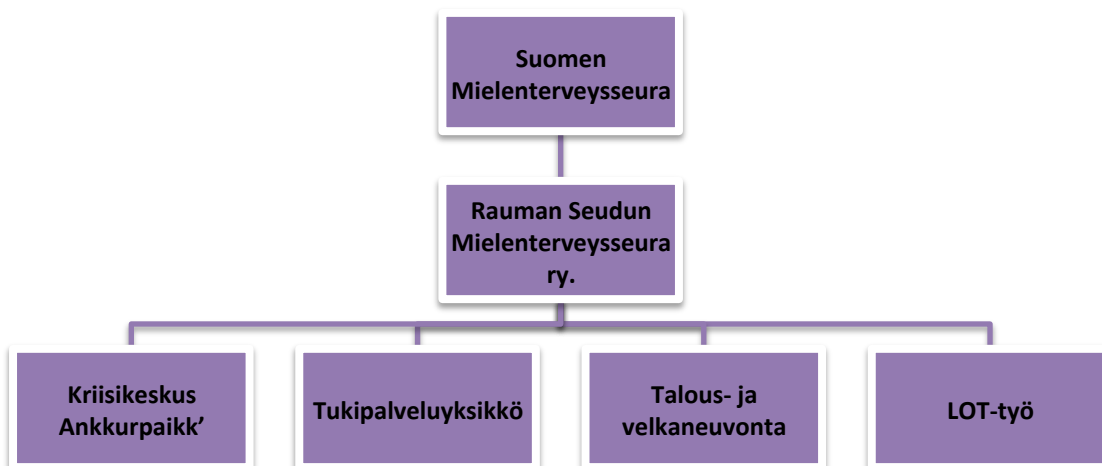 Suomen
Mielenterveysseura
Rauman Seudun
Mielenterveysseura
ry.
Kriisikeskus
Ankkurpaikk’
Tukipalveluyksikkö
Talous- ja
velkaneuvonta
LOT-työ